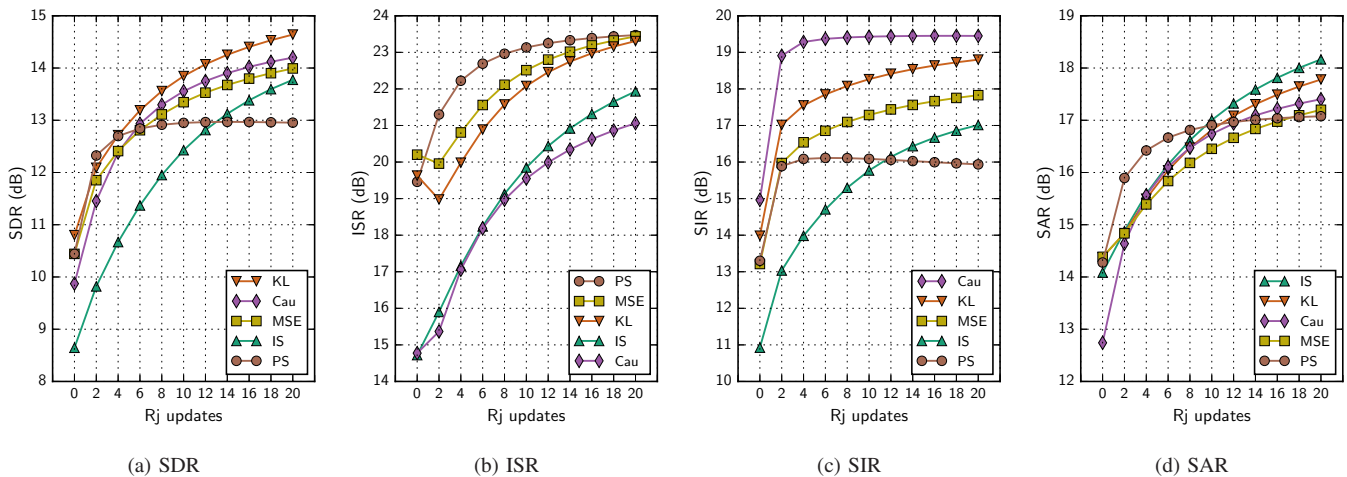 SDR (dB)
15
14
13
12
11
10
9
8
KL
Cau
MSE
IS
PS
0 2 4 6 8 10 12 14 16 18 20
Rj updates
(a) SDR
ISR (dB)
24
23
22
21
20
19
18
17
16
15
14
PS
MSE
KL
IS
Cau
0 2 4 6 8 10 12 14 16 18 20
Rj updates
(b) ISR
SIR (dB)
20
19
18
17
16
15
14
13
12
11
10
Cau
KL
MSE
IS
PS
0 2 4 6 8 10 12 14 16 18 20
Rj updates
(c) SIR
SAR (dB)
19
18
17
16
15
14
13
12
IS
KL
Cau
MSE
PS
0 2 4 6 8 10 12 14 16 18 20
Rj updates
(d) SAR